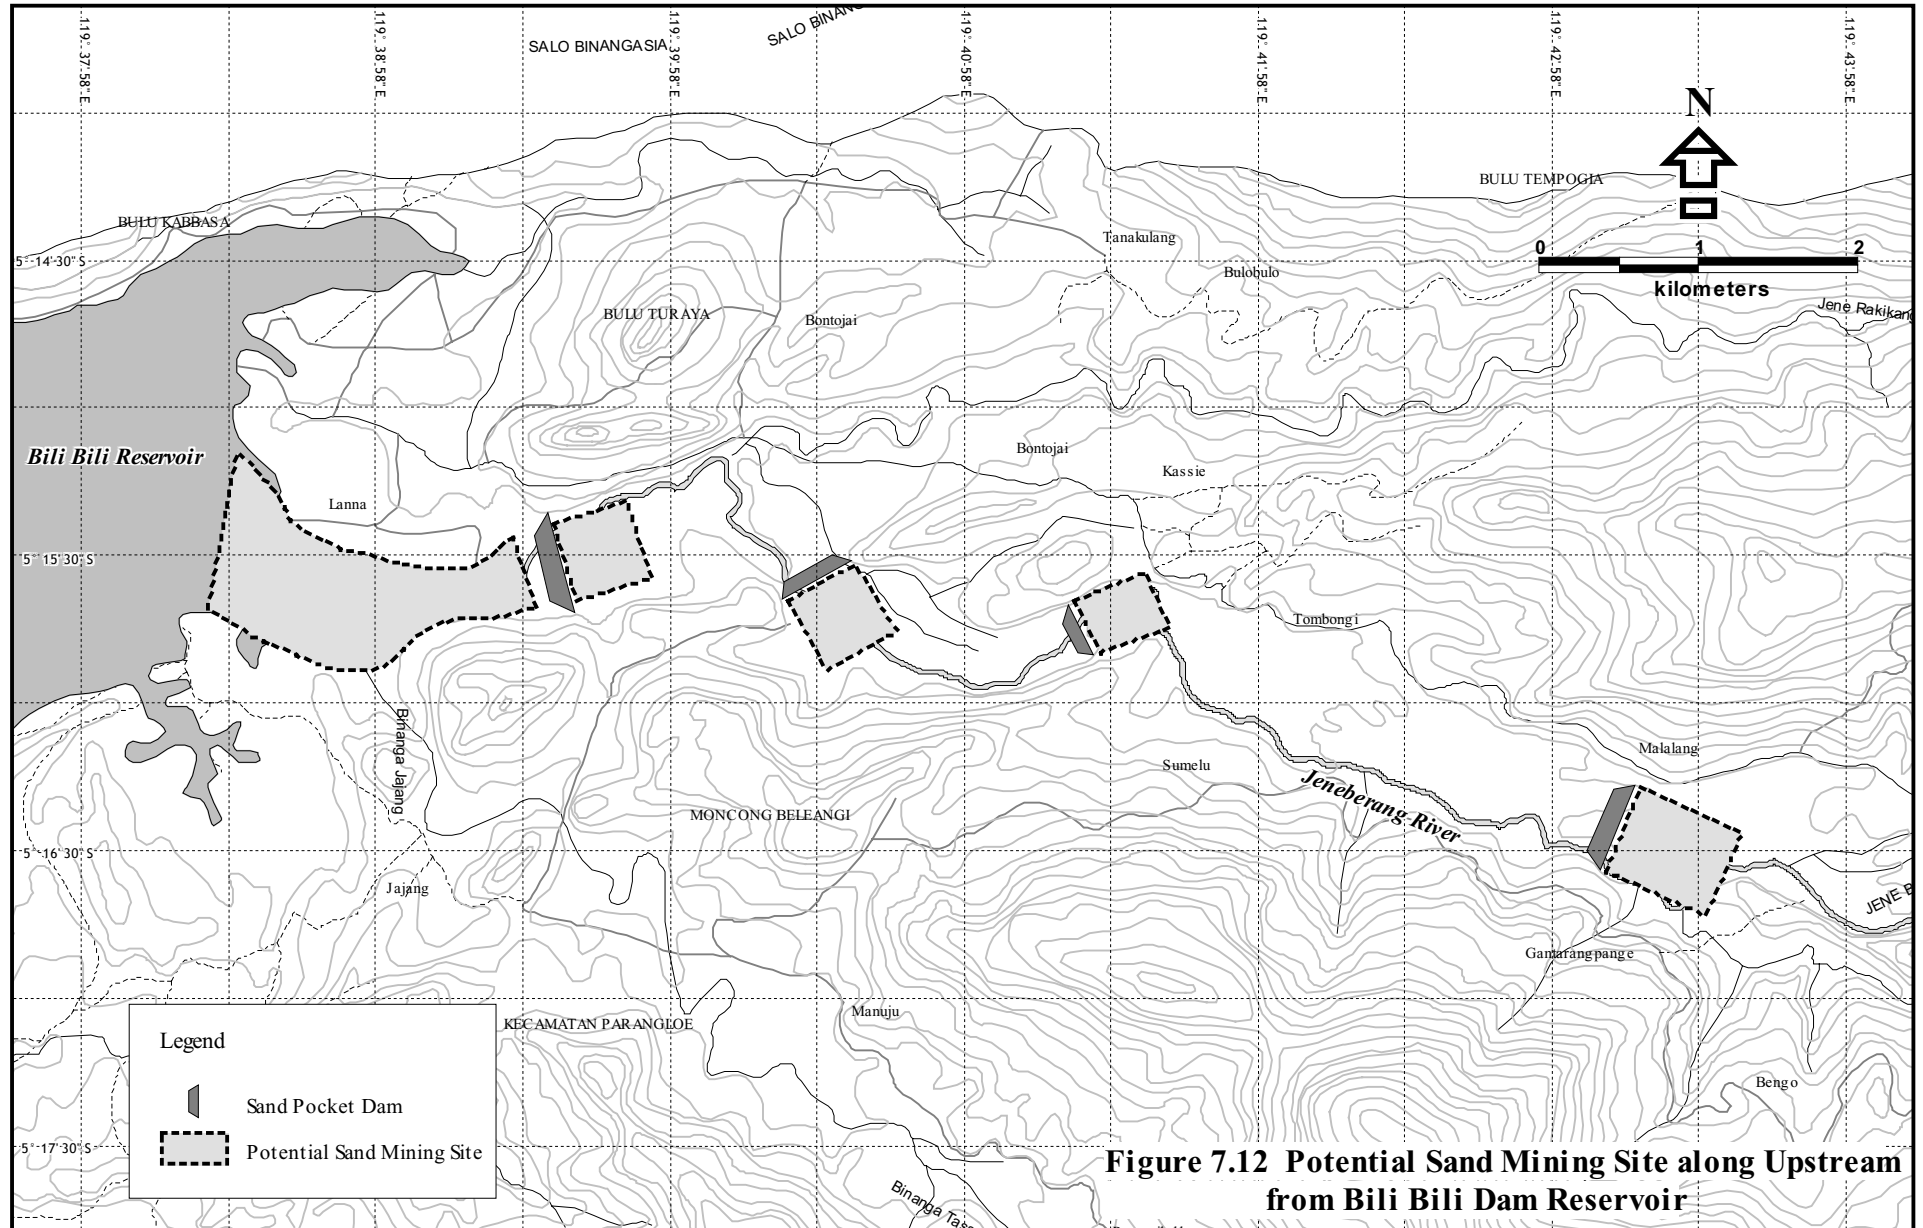 119° 37'58" E
119° 38'58" E
119° 39'58" E
119° 40'58" E
119° 41'58" E
119° 42'58" E
119° 43'58" E
SALO BINANGASIA
SALO
N
BULU TEMPOGIA
BULU KABBASA
Tanakulang
0 1 2
kilometers
5° 14'30" S
Bulobulo
Jene
BULU TURAYA
Bontojai
Bili Bili Reservoir
Bontojai
Kassie
Lanna
5° 15'30" S
Tombongi
Binanga Jajang
Malalang
Sumelu
Jeneberang River
MONCONG BELEANGI
5° 16'30" S
Jajang
JENE
Gantarangpange
Manuju
KECAMATAN PARANGLOE
Legend
Sand Pocket Dam
Potential Sand Mining Site
Bengo
5° 17'30" S
Binanga
Figure 7.12 Potential Sand Mining Site along Upstream
from Bili Bili Dam Reservoir